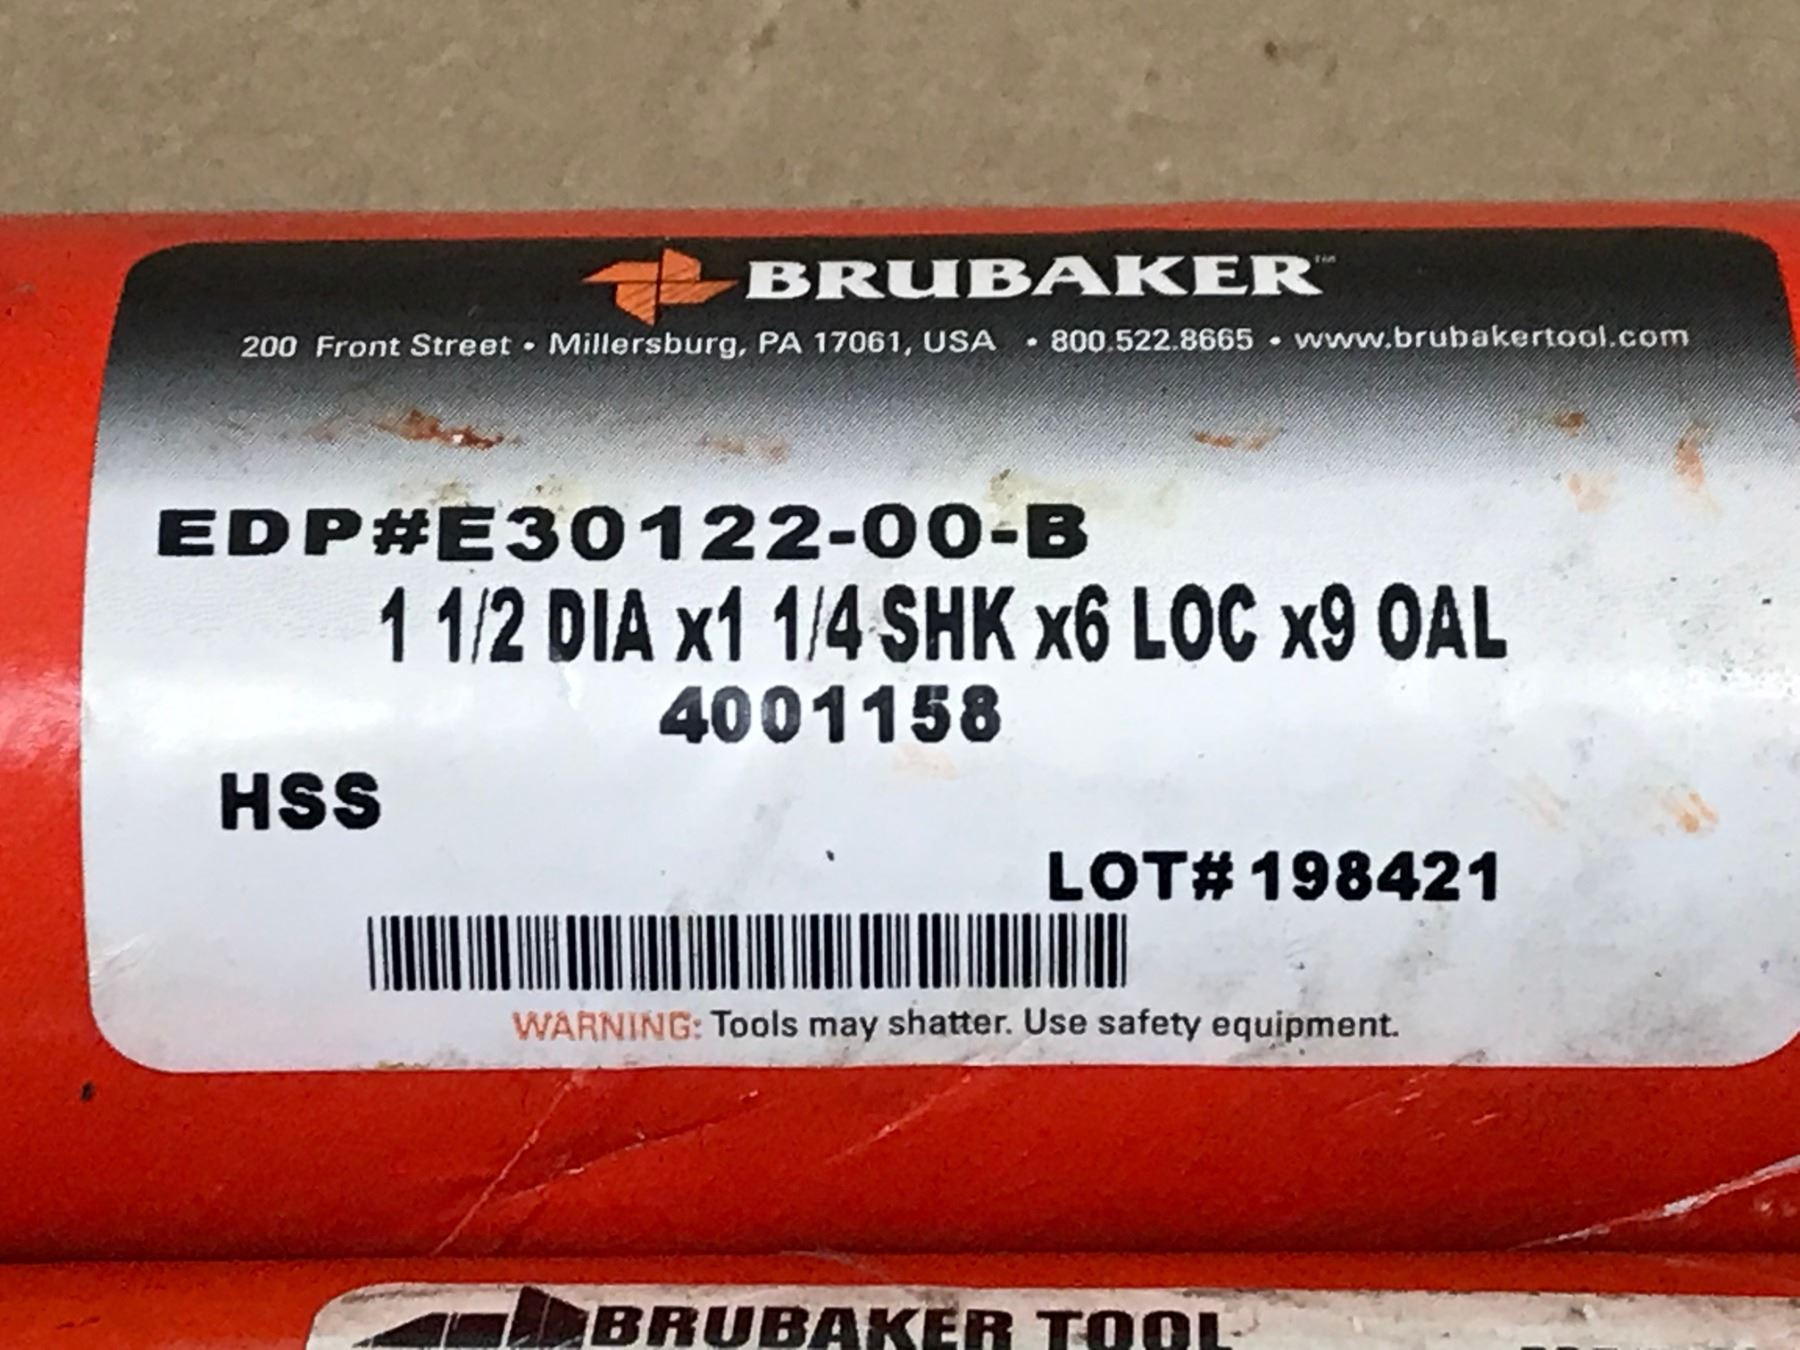 BRUBAKER™
200 Front Street • Millersburg, PA 17061, USA • 800.522.8665 • www.brubakertool.com
EDP#E30122-00-B
1 1/2 DIA x1 1/4 SHK x6 LOC x9 OAL
4001158
HSS
LOT# 198421
WARNING: Tools may shatter. Use safety equipment.
BRUBAKER TOOL